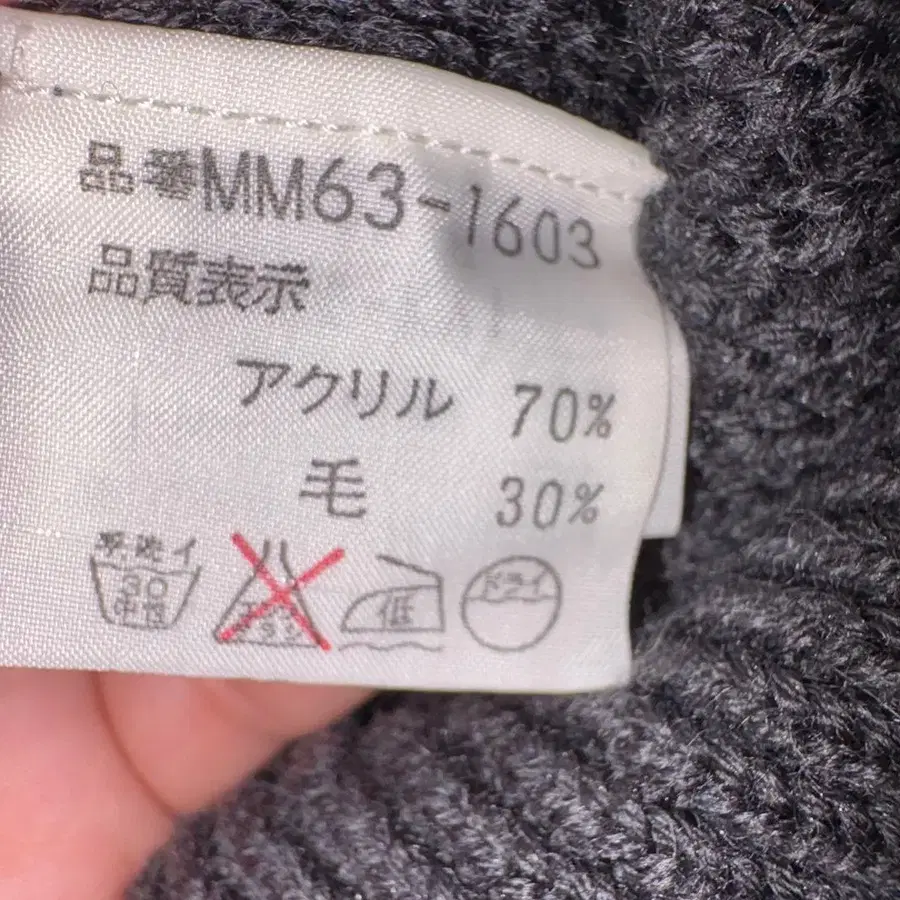 品番MM63-1603
品質表示
アクリル 70%
毛 30%
手洗イ
30
中性
低 ドライ